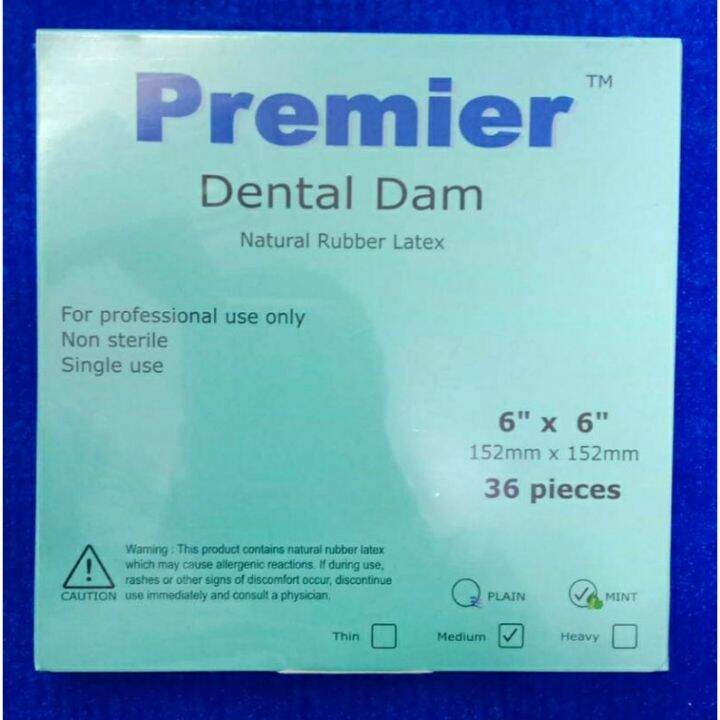 Premier ™
Dental Dam
Natural Rubber Latex
For professional use only
Non sterile
Single use
6" x 6"
152mm x 152mm
36 pieces
Warning : This product contains natural rubber latex
which may cause allergenic reactions. If during use,
rashes or other signs of discomfort occur, discontinue
use immediately and consult a physician.
CAUTION
PLAIN
MINT
Thin
Medium
Heavy